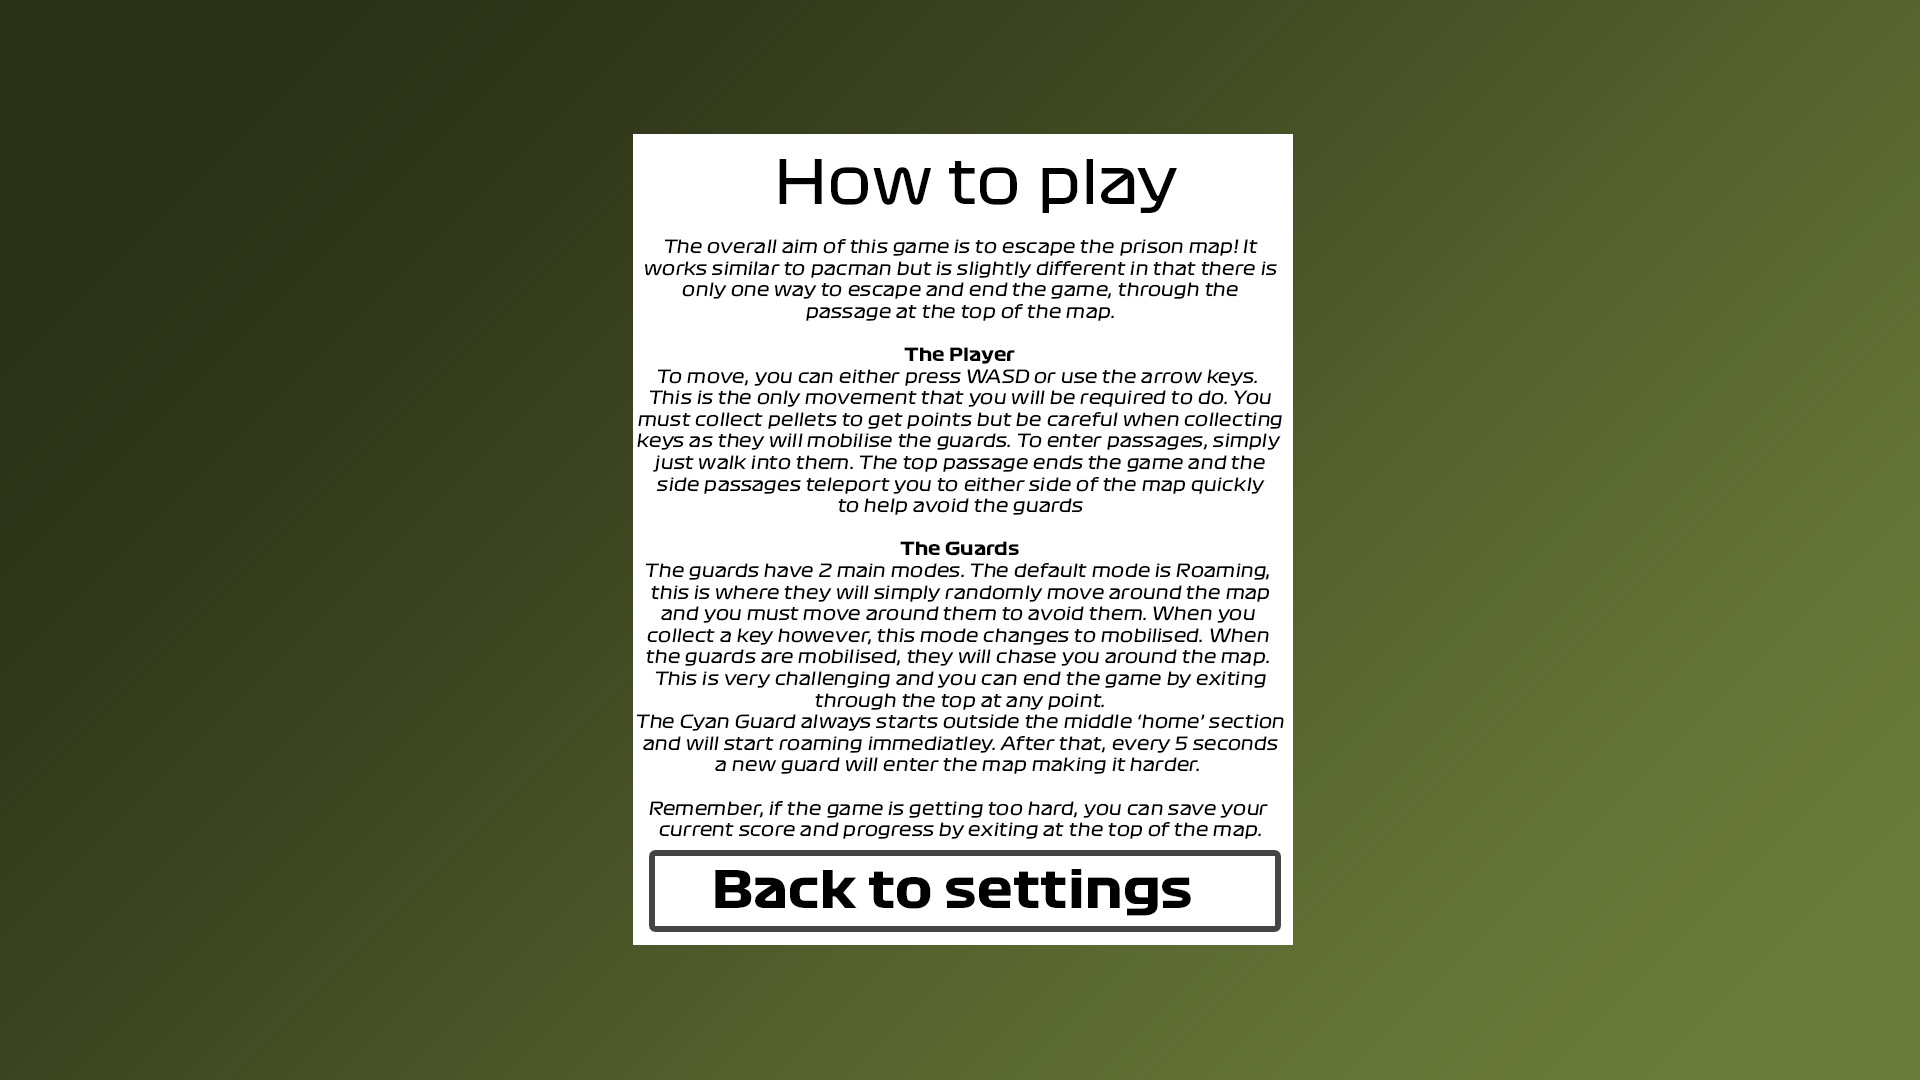 How to play
The overall aim of this game is to escape the prison map! It
works similar to pacman but is slightly different in that there is
only one way to escape and end the game, through the
passage at the top of the map.
The Player
To move, you can either press WASD or use the arrow keys.
This is the only movement that you will be required to do. You
must collect pellets to get points but be careful when collecting
keys as they will mobilise the guards. To enter passages, simply
just walk into them. The top passage ends the game and the
side passages teleport you to either side of the map quickly
to help avoid the guards
The Guards
The guards have 2 main modes. The default mode is Roaming,
this is where they will simply randomly move around the map
and you must move around them to avoid them. When you
collect a key however, this mode changes to mobilised. When
the guards are mobilised, they will chase you around the map.
This is very challenging and you can end the game by exiting
through the top at any point.
The Cyan Guard always starts outside the middle ‘home’ section
and will start roaming immediatley. After that, every 5 seconds
a new guard will enter the map making it harder.
Remember, if the game is getting too hard, you can save your
current score and progress by exiting at the top of the map.
Back to settings